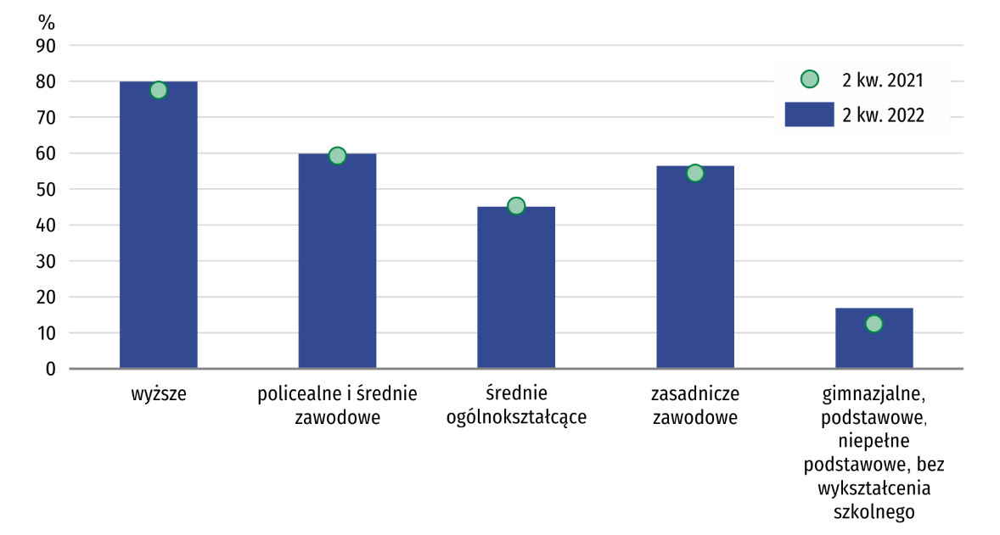 %
90
80
70
60
50
40
30
20
10
0
2 kw. 2021
2 kw. 2022
wyższe
policealne i średnie
zawodowe
średnie
ogólnokształcące
zasadnicze
zawodowe
gimnazjalne,
podstawowe,
niepełne
podstawowe, bez
wykształcenia
szkolnego